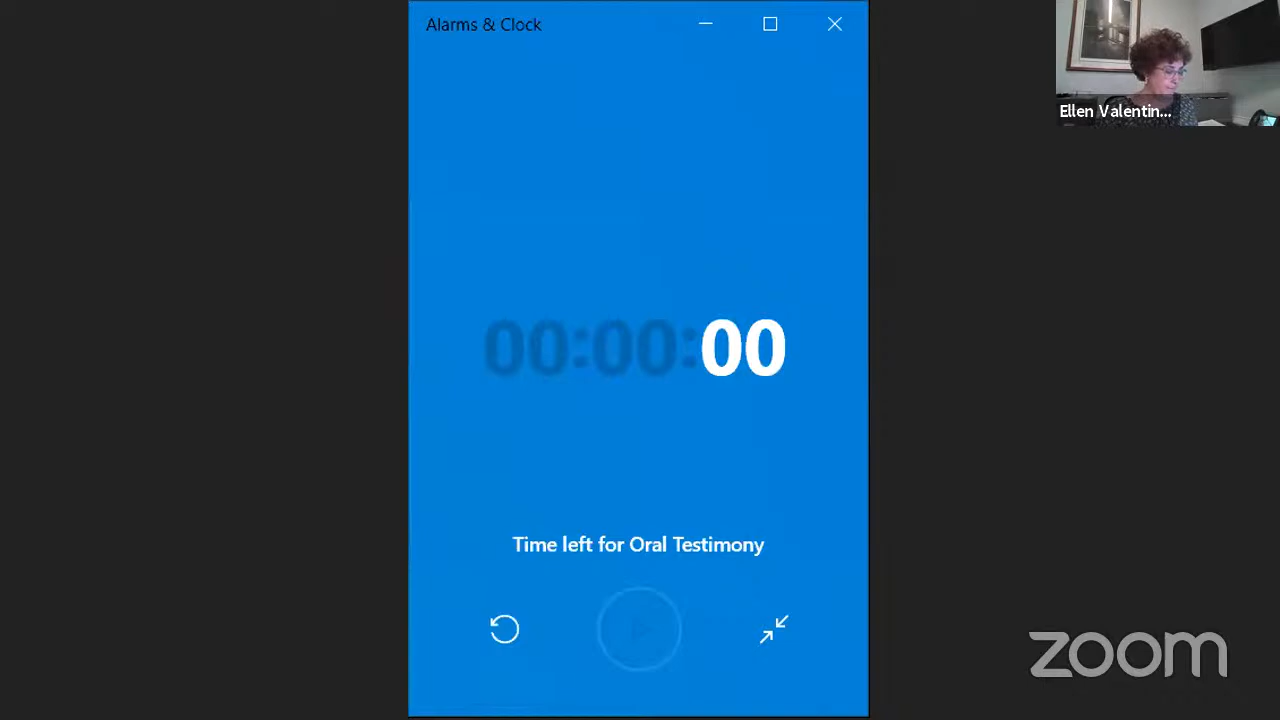 Alarms & Clock
Ellen Valentin...
00:00:00
Time left for Oral Testimony
zoom